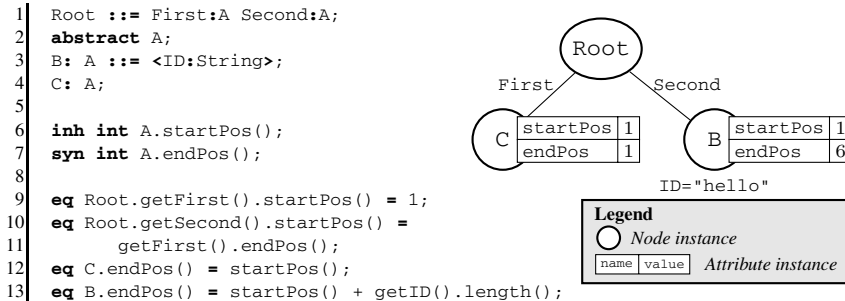 1 Root ::= First:A Second:A;
2 abstract A;
3 B: A ::= <ID:String>;
4 C: A;
5
6 inh int A.startPos();
7 syn int A.endPos();
8
9 eq Root.getFirst().startPos() = 1;
10 eq Root.getSecond().startPos() =
11 getFirst().endPos();
12 eq C.endPos() = startPos();
13 eq B.endPos() = startPos() + getID().length();
Root
First Second
C startPos 1
endPos 1
B startPos 1
endPos 6
ID="hello"
Legend
Node instance
name value Attribute instance